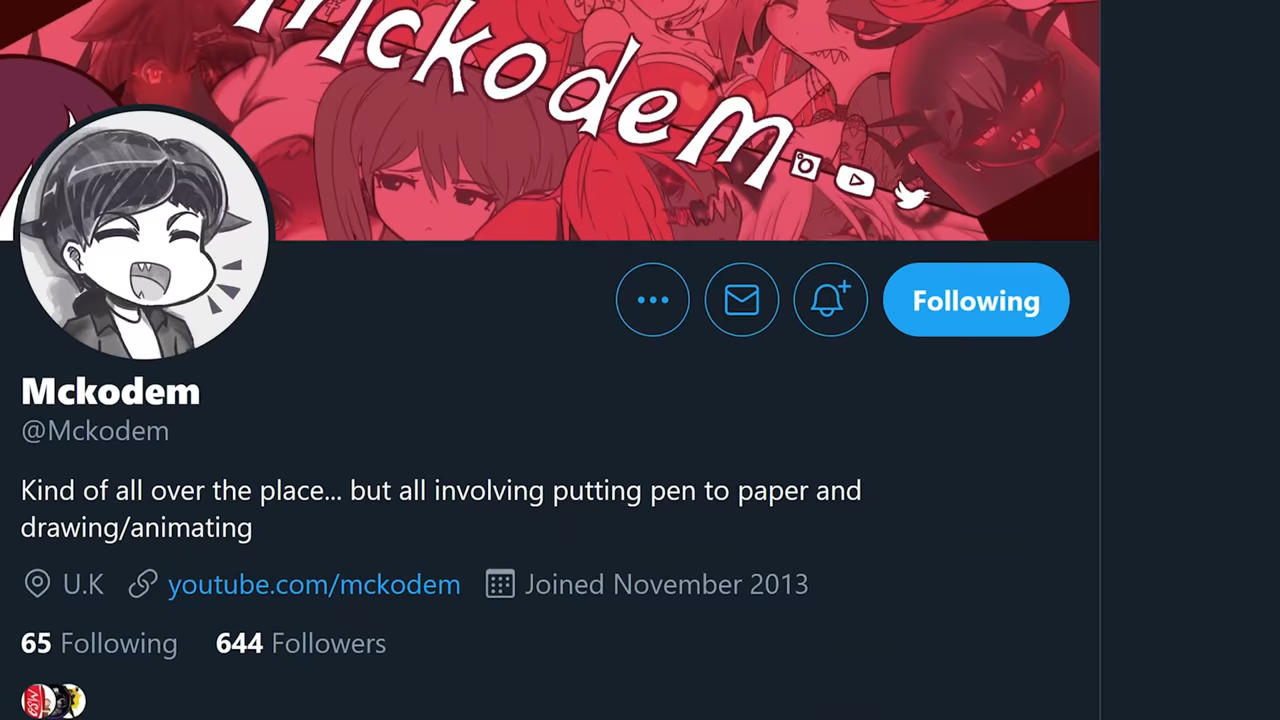 Mckodem
Following
Mckodem
@Mckodem
Kind of all over the place... but all involving putting pen to paper and
drawing/animating
U.K youtube.com/mckodem Joined November 2013
65 Following 644 Followers